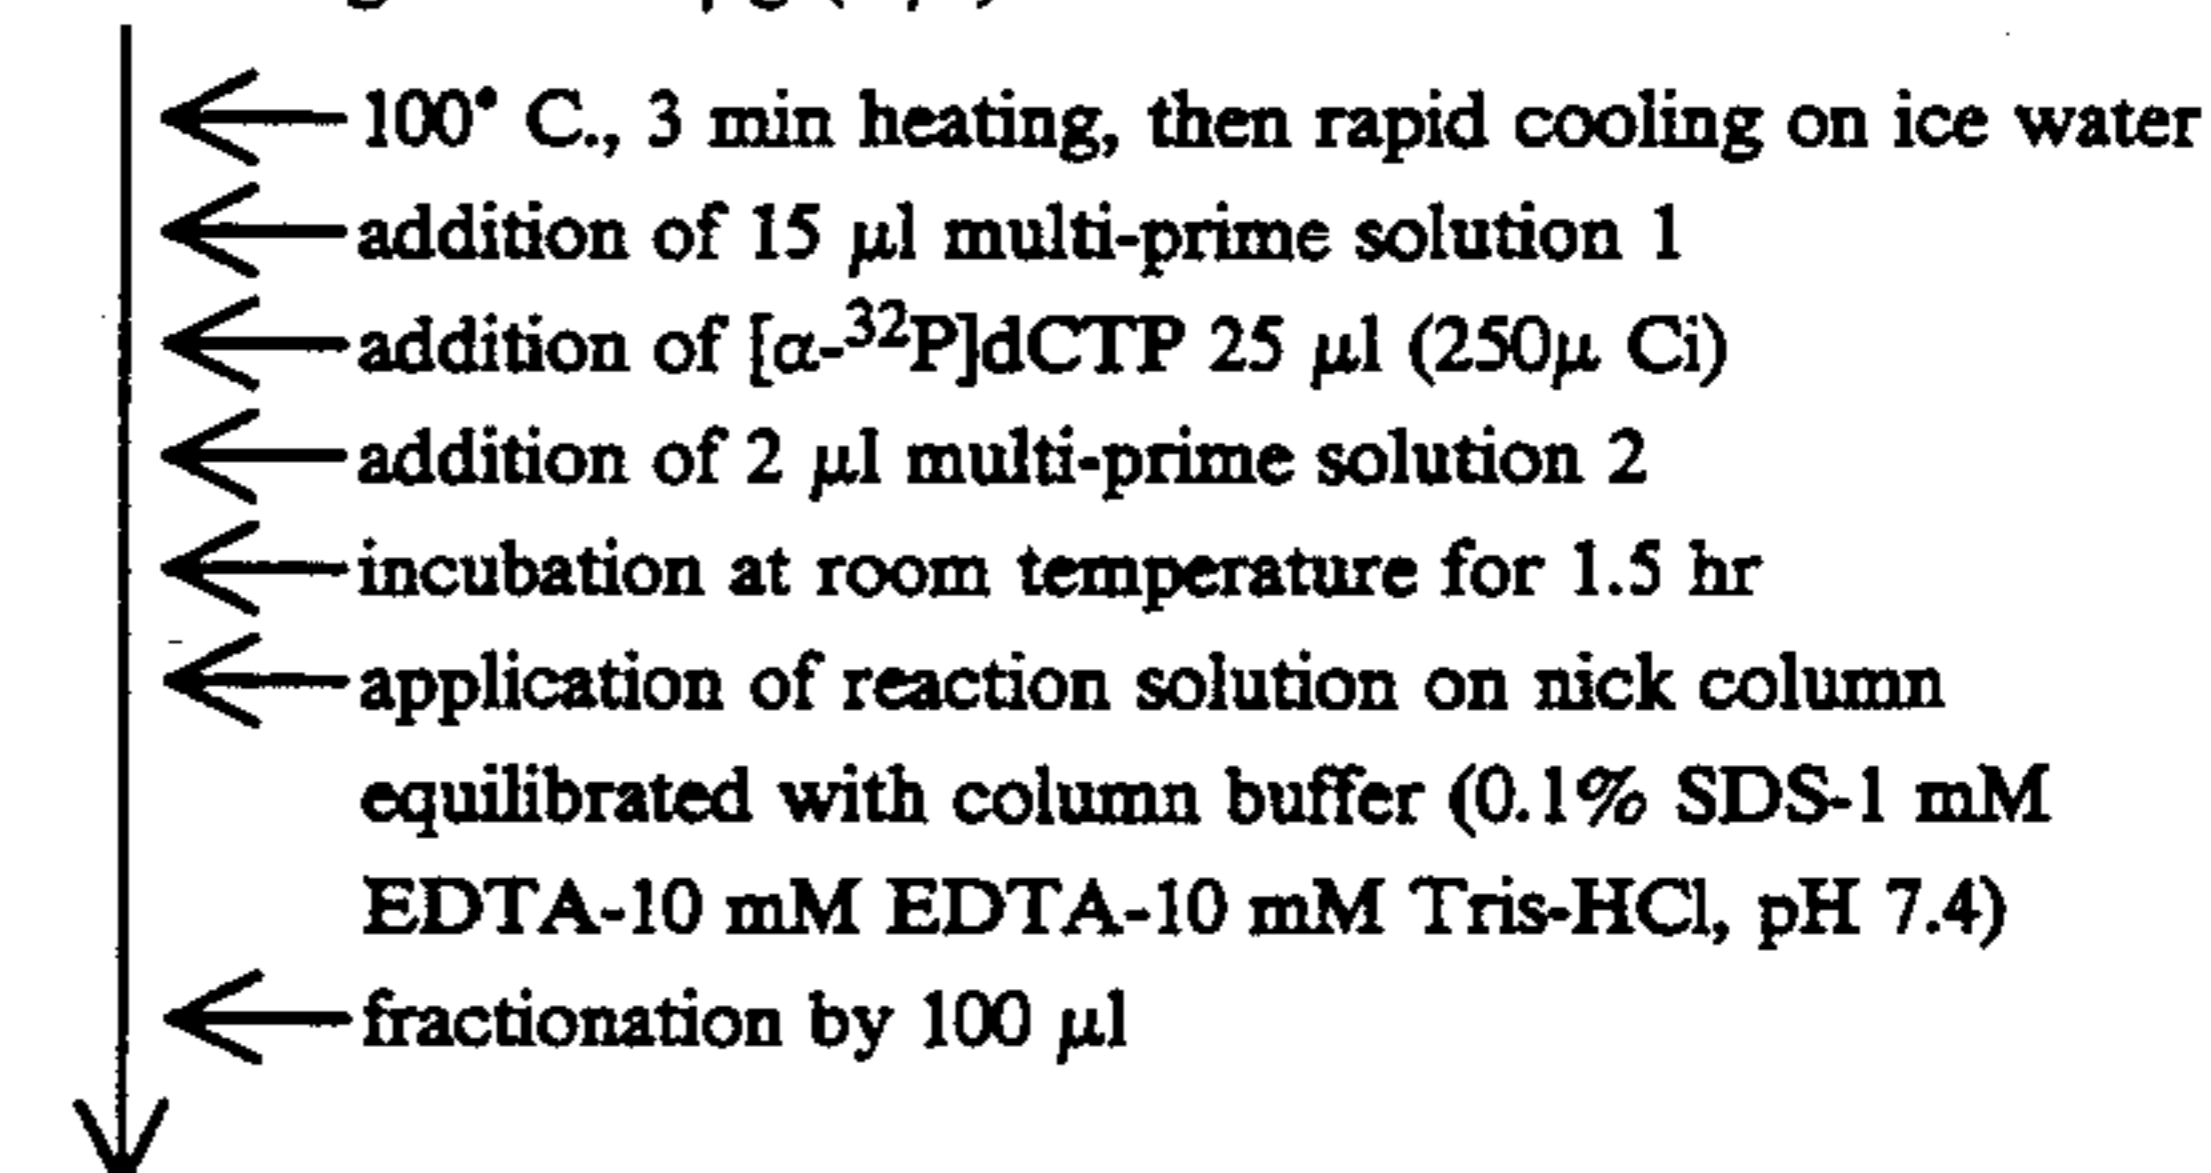 100° C., 3 min heating, then rapid cooling on ice water
addition of 15 μl multi-prime solution 1
addition of [α-³²P]dCTP 25 μl (250μ Ci)
addition of 2 μl multi-prime solution 2
incubation at room temperature for 1.5 hr
application of reaction solution on nick column
equilibrated with column buffer (0.1% SDS-1 mM
EDTA-10 mM EDTA-10 mM Tris-HCl, pH 7.4)
fractionation by 100 μl